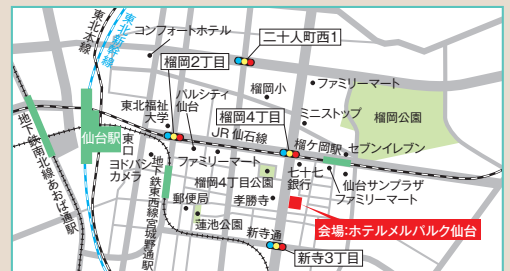 東北本線
東北新幹線
コンフォートホテル
二十人町西1
榴岡2丁目
榴岡小
ファミリーマート
東北福祉
大学
パルシティ
仙台
榴岡4丁目
ミニストップ
榴岡公園
JR 仙石線
榴ケ岡駅
セブンイレブン
仙台駅
東口
ヨドバシ
カメラ
ファミリーマート
地下鉄南北線あおば通駅
地下鉄東西線宮城野通駅
榴岡4丁目公園
七十七
銀行
仙台サンプラザ
ファミリーマート
郵便局
孝勝寺
蓮池公園
会場:ホテルメルパルク仙台
新寺通
新寺3丁目